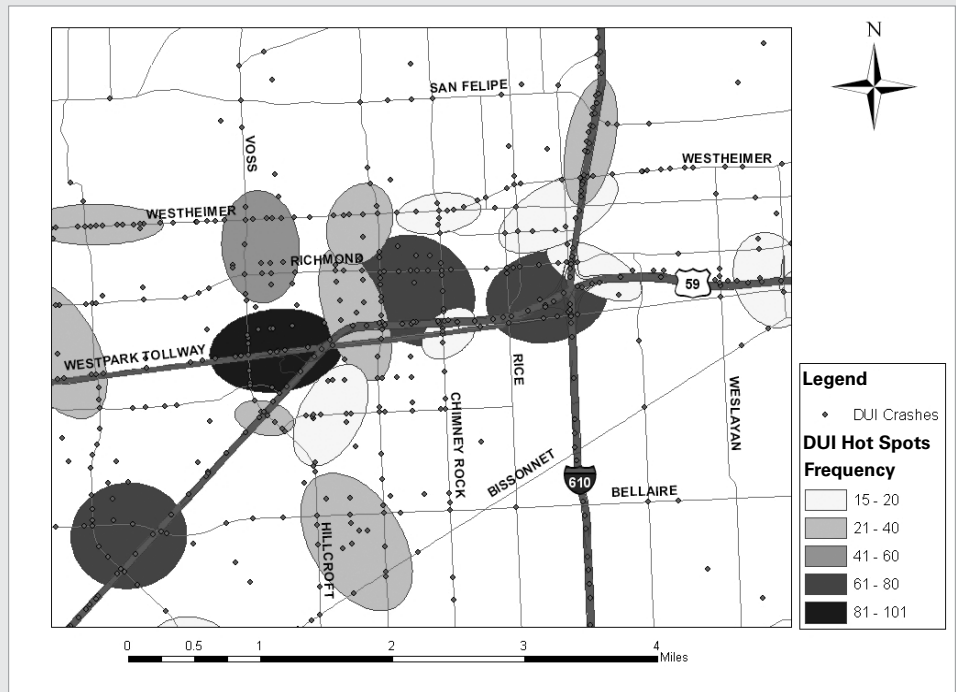 N
SAN FELIPE
VOSS
WESTHEIMER
WESTHEIMER
RICHMOND
59
WESTPARK TOLLWAY
RICE
CHIMNEY ROCK
WESLAYAN
BISSONNET
610
BELLAIRE
HILLCROFT
Legend
DUI Crashes
DUI Hot Spots
Frequency
15 - 20
21 - 40
41 - 60
61 - 80
81 - 101
0 0.5 1 2 3 4
Miles